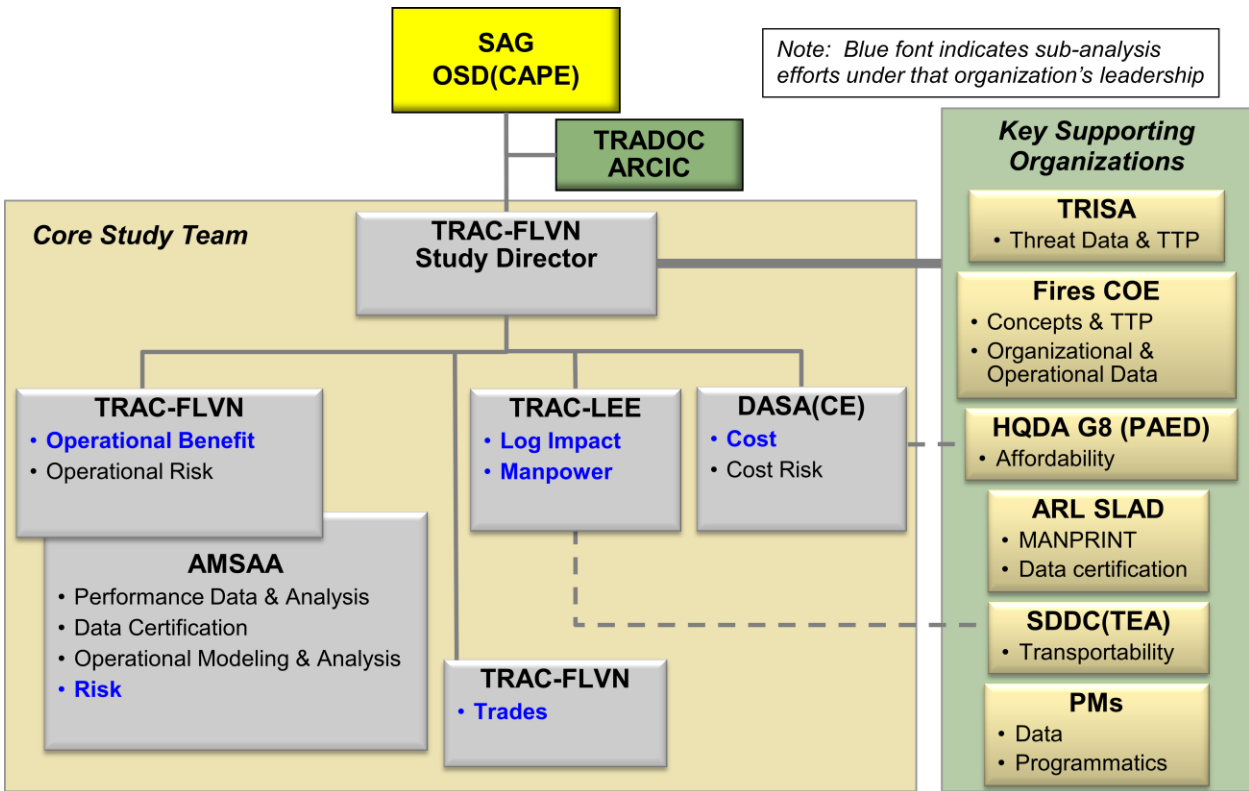 SAG
OSD(CAPE)
Note: Blue font indicates sub-analysis
efforts under that organization's leadership
TRADOC
ARCIC
Core Study Team
TRAC-FLVN
Study Director
TRAC-FLVN
• Operational Benefit
• Operational Risk
AMSAA
• Performance Data & Analysis
• Data Certification
• Operational Modeling & Analysis
• Risk
TRAC-FLVN
• Trades
TRAC-LEE
• Log Impact
• Manpower
DASA(CE)
• Cost
• Cost Risk
Key Supporting
Organizations
TRISA
• Threat Data & TTP
Fires COE
• Concepts & TTP
• Organizational &
Operational Data
HQDA G8 (PAED)
• Affordability
ARL SLAD
• MANPRINT
• Data certification
SDDC(TEA)
• Transportability
PMs
• Data
• Programmatics